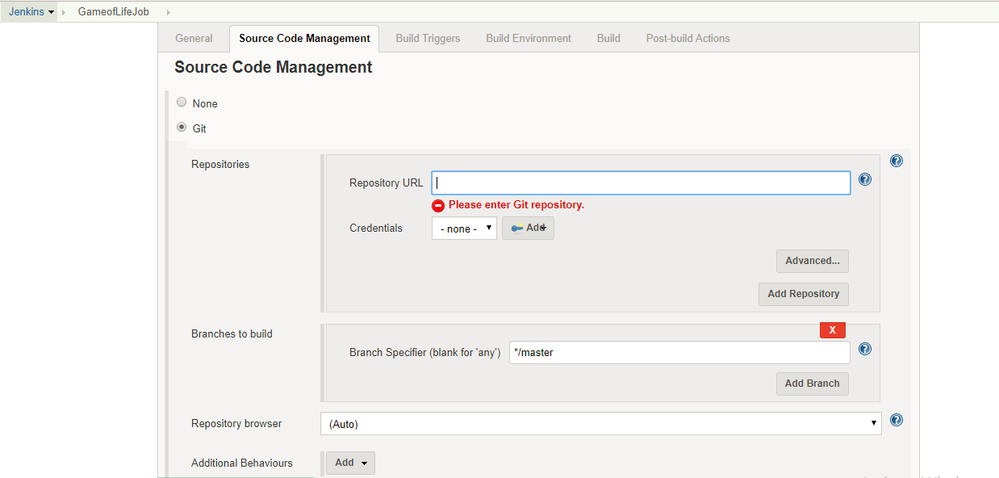 Jenkins GameofLifeJob
General Source Code Management Build Triggers Build Environment Build Post-build Actions
Source Code Management
None
Git
Repositories
Repository URL
Please enter Git repository.
Credentials - none - Add
Advanced...
Add Repository
Branches to build
X
Branch Specifier (blank for 'any') */master
Add Branch
Repository browser (Auto)
Additional Behaviours Add